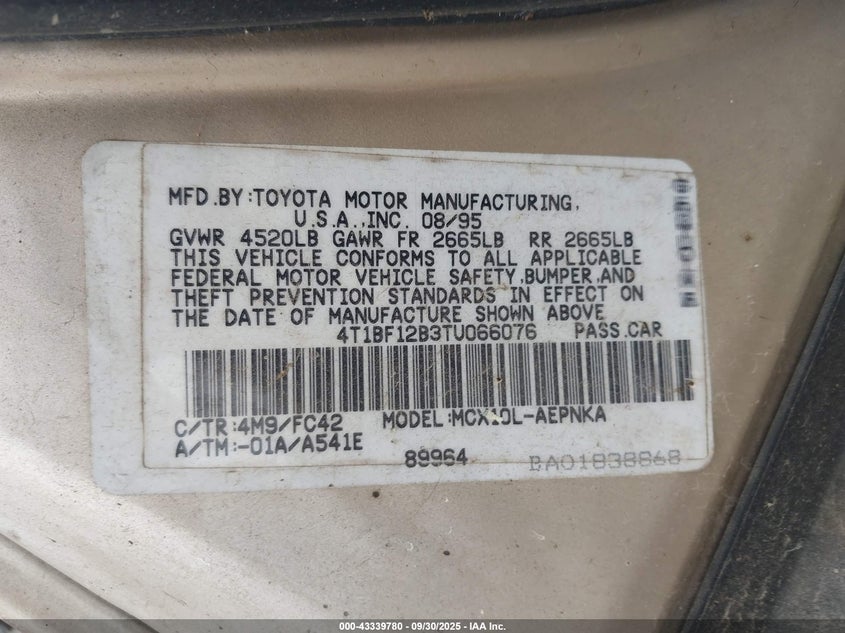 MFD.BY:TOYOTA MOTOR MANUFACTURING,
U.S.A.,INC. 08/95
GVWR 4520LB GAWR FR 2665LB RR 2665LB
THIS VEHICLE CONFORMS TO ALL APPLICABLE
FEDERAL MOTOR VEHICLE SAFETY,BUMPER,AND
THEFT PREVENTION STANDARDS IN EFFECT ON
THE DATE OF MANUFACTURE SHOWN ABOVE
4T1BF12B3TU066076 PASS.CAR
C/TR:4M9/FC42 MODEL:MCX10L-AEPNKA
A/TM:-01A/A541E
89964 BA01838868
000-43339780 - 09/30/2025 - IAA Inc.